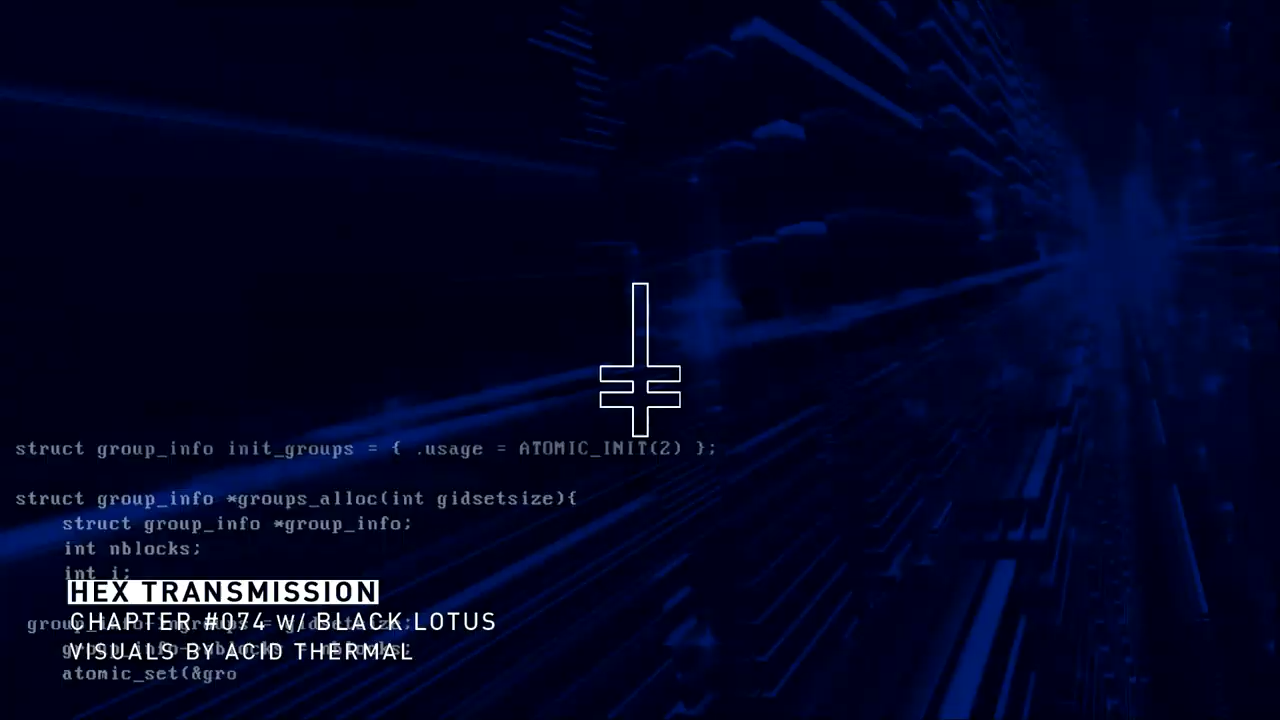 struct group_info init_groups = { .usage = ATOMIC_INIT(2) };
struct group_info *groups_alloc(int gidsetsize){
struct group_info *group_info;
int nblocks;
int i;
HEX TRANSMISSION
CHAPTER #074 W/ BLACK LOTUS
VISUALS BY ACID THERMAL
atomic_set(&gro